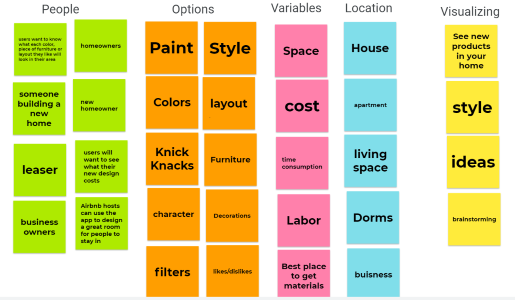 People
Options
Variables
Location
Visualizing
users want to know
what each color,
piece of furniture or
layout they like will
look in their area
homeowners
someone
building a
new
home
new
homeowner
leaser
users will
want to see
what their
new design
costs
business
owners
Airbnb hosts
can use the
app to design
a great room
for people to
stay in
Paint
Style
Colors
layout
Knick
Knacks
Furniture
character
Decorations
filters
likes/dislikes
Space
cost
time
consumption
Labor
Best place
to get
materials
House
apartment
living
space
Dorms
buisness
See new
products
in your
home
style
ideas
brainstorming